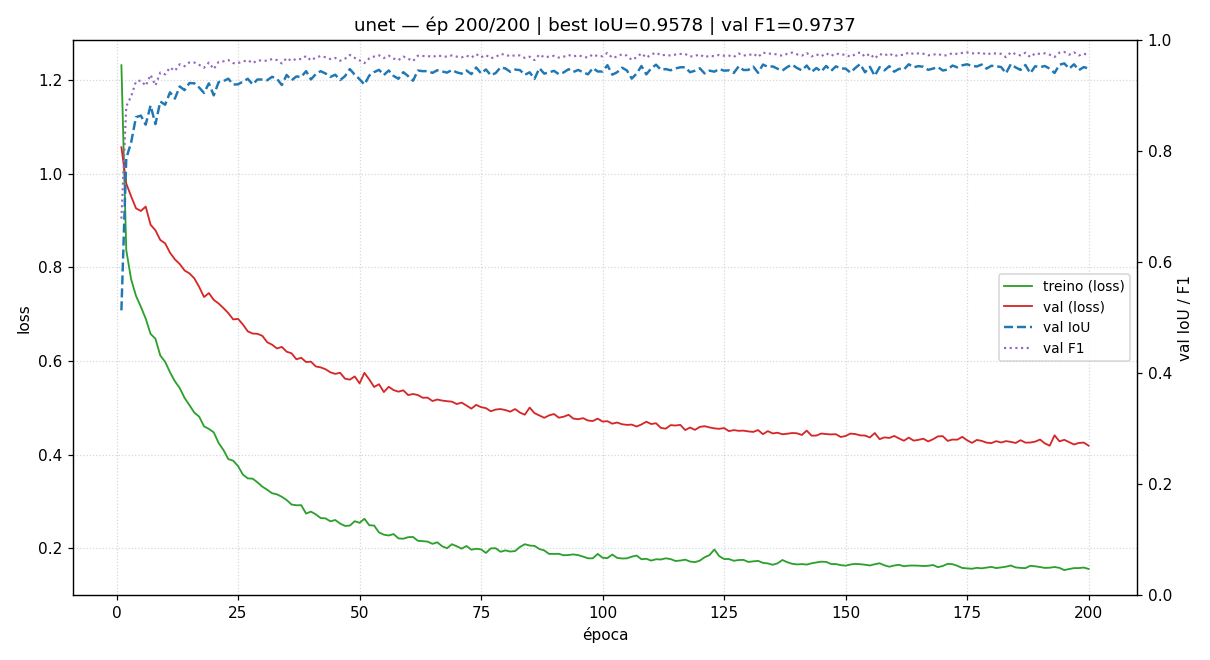 unet — ép 200/200 | best IoU=0.9578 | val F1=0.9737
loss
1.2
1.0
0.8
0.6
0.4
0.2
1.0
0.8
0.6
0.4
0.2
0.0
val IoU / F1
treino (loss)
val (loss)
val IoU
val F1
0 25 50 75 100 125 150 175 200
época